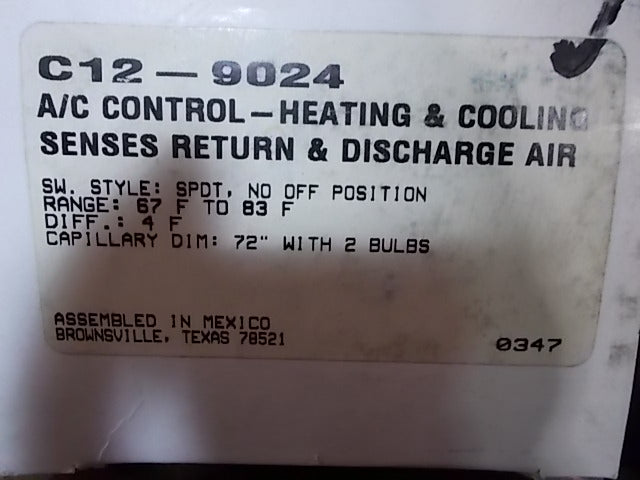 C12-9024
A/C CONTROL-HEATING & COOLING
SENSES RETURN & DISCHARGE AIR
SW. STYLE: SPDT, NO OFF POSITION
RANGE: 67 F TO 83 F
DIFF.: 4 F
CAPILLARY DIM: 72" WITH 2 BULBS
ASSEMBLED IN MEXICO
BROWNSVILLE, TEXAS 78521
0347